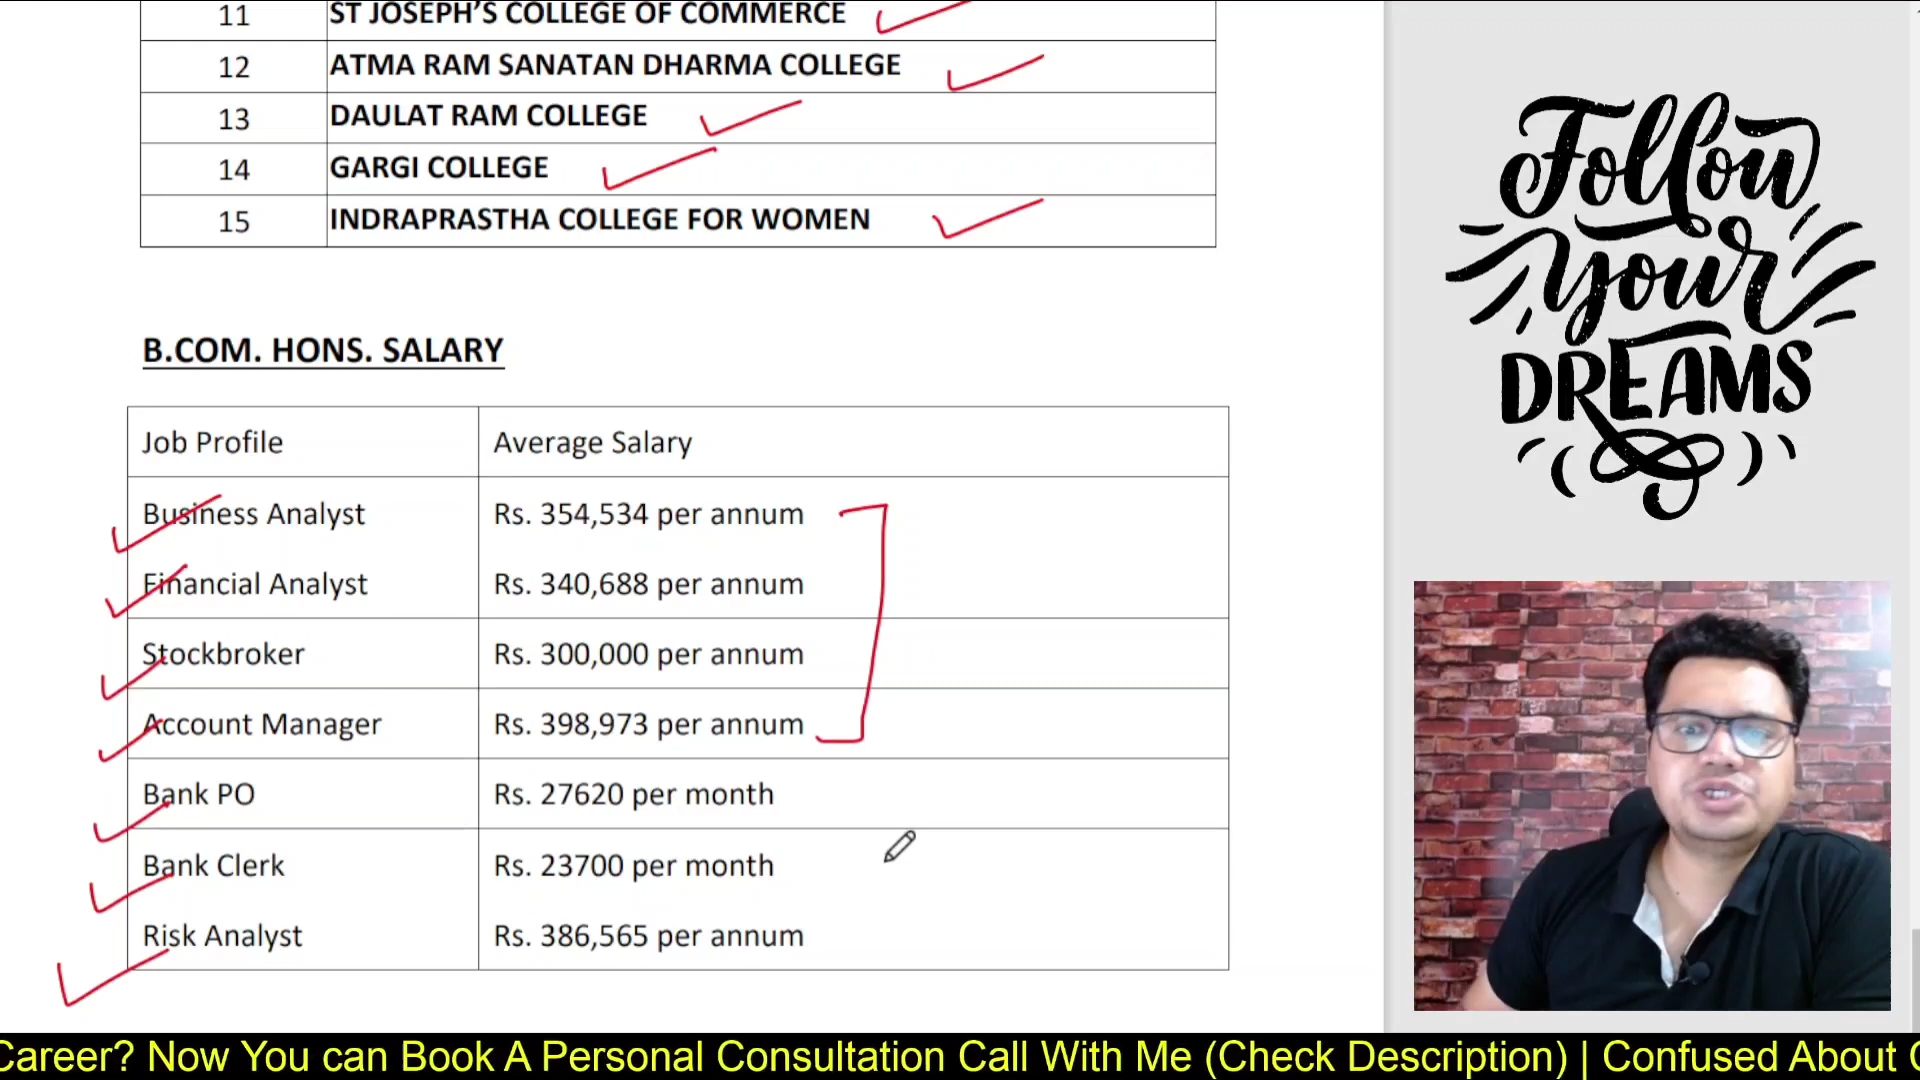 11 ST JOSEPH’S COLLEGE OF COMMERCE
12 ATMA RAM SANATAN DHARMA COLLEGE
13 DAULAT RAM COLLEGE
14 GARGI COLLEGE
15 INDRAPRASTHA COLLEGE FOR WOMEN
B.COM. HONS. SALARY
Job Profile Average Salary
Business Analyst Rs. 354,534 per annum
Financial Analyst Rs. 340,688 per annum
Stockbroker Rs. 300,000 per annum
Account Manager Rs. 398,973 per annum
Bank PO Rs. 27620 per month
Bank Clerk Rs. 23700 per month
Risk Analyst Rs. 386,565 per annum
Follow
Your
DREAMS
Career? Now You can Book A Personal Consultation Call With Me (Check Description) | Confused About